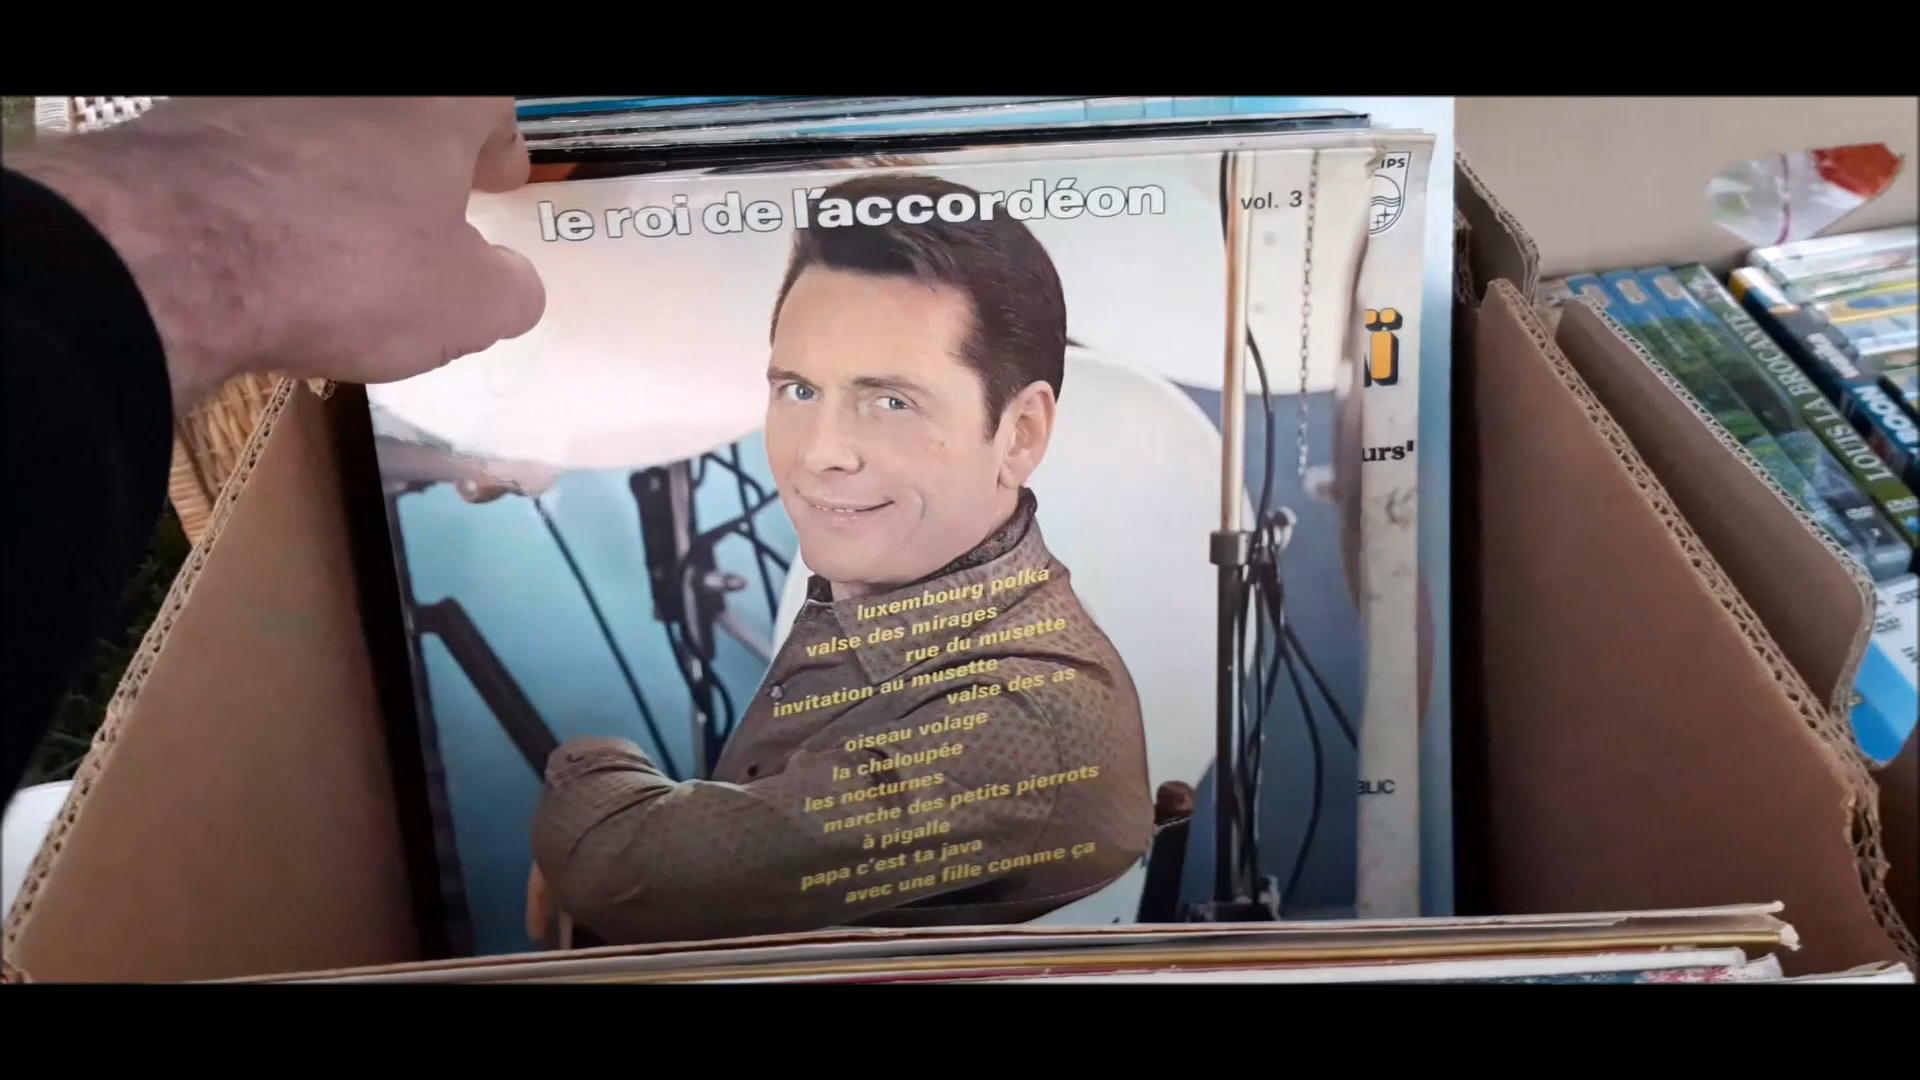 le roi de l'accordéon
vol. 3
IPS
Ï
urs"
luxembourg polka
valse des mirages
rue du musette
invitation au musette
valse des as
oiseau volage
la chaloupée
les nocturnes
marche des petits pierrots
à pigalle
papa c'est ta java
avec une fille comme ça
BLIC
LOUIS LA BROCANTE